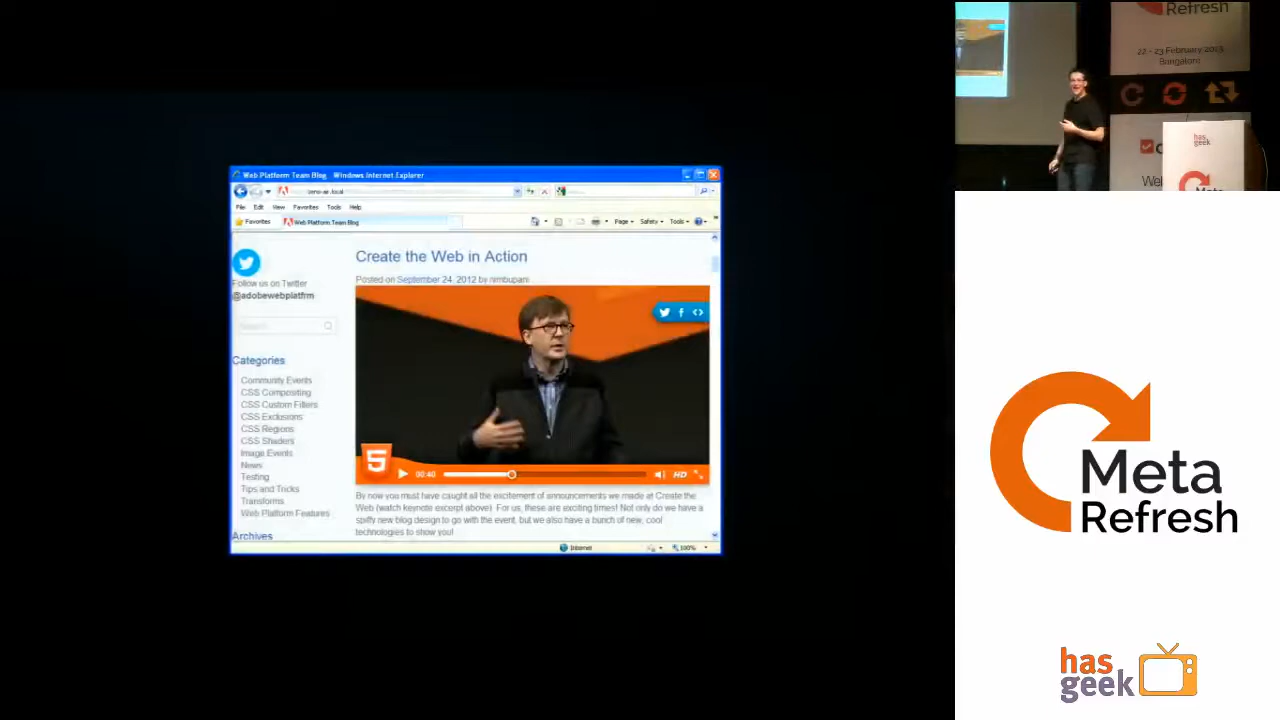 Web Platform Team Blog - Windows Internet Explorer
File Edit View Favorites Tools Help
Favorites
Web Platform Team Blog
Page Safety Tools
Follow us on Twitter
@adobewebplatfrm
Search
Categories
Community Events
CSS Compositing
CSS Custom Filters
CSS Exclusions
CSS Regions
CSS Shaders
Image Events
News
Testing
Tips and Tricks
Transforms
Web Platform Features
Archives
Create the Web in Action
Posted on September 24, 2012 by nimbupani
5
00:40
HD
By now you must have caught all the excitement of announcements we made at Create the
Web (watch keynote excerpt above). For us, these are exciting times! Not only do we have a
spiffy new blog design to go with the event, but we also have a bunch of new, cool
technologies to show you!
Internet
100%
Refresh
22 - 23 February 2013,
Bangalore
has
geek
Meta
Refresh
has
geek